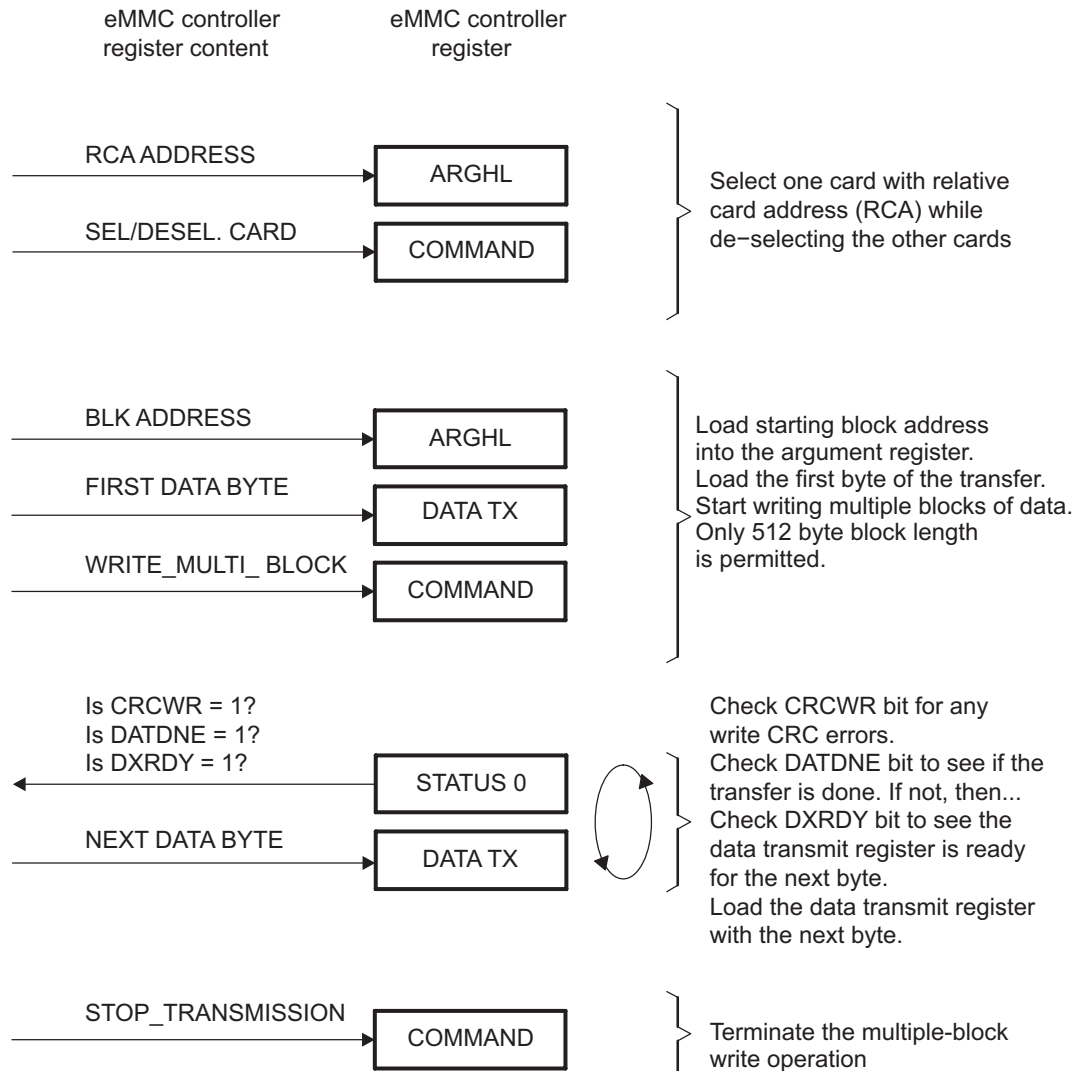 eMMC controller
register content
eMMC controller
register
RCA ADDRESS
ARGHL
SEL/DESEL. CARD
COMMAND
Select one card with relative
card address (RCA) while
de−selecting the other cards
BLK ADDRESS
ARGHL
FIRST DATA BYTE
DATA TX
WRITE_MULTI_ BLOCK
COMMAND
Load starting block address
into the argument register.
Load the first byte of the transfer.
Start writing multiple blocks of data.
Only 512 byte block length
is permitted.
Is CRCWR = 1?
Is DATDNE = 1?
Is DXRDY = 1?
STATUS 0
NEXT DATA BYTE
DATA TX
Check CRCWR bit for any
write CRC errors.
Check DATDNE bit to see if the
transfer is done. If not, then...
Check DXRDY bit to see the
data transmit register is ready
for the next byte.
Load the data transmit register
with the next byte.
STOP_TRANSMISSION
COMMAND
Terminate the multiple-block
write operation